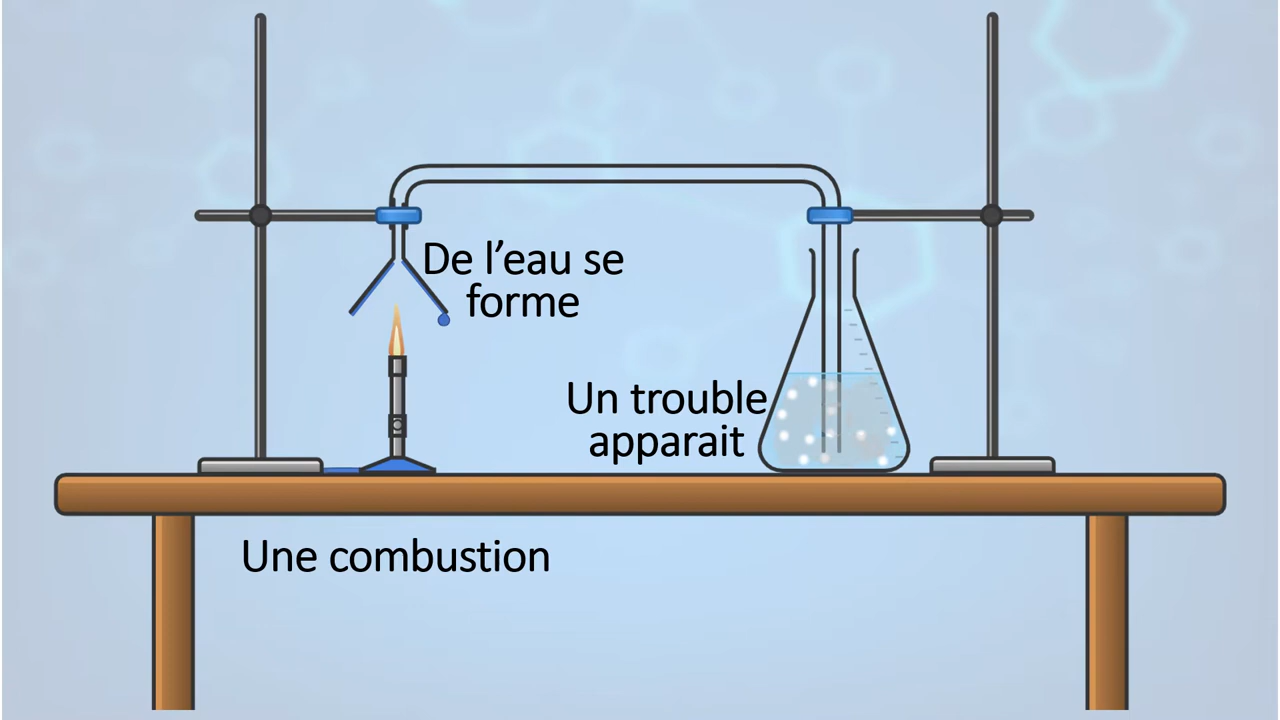 De l’eau se
forme
Un trouble
apparait
Une combustion